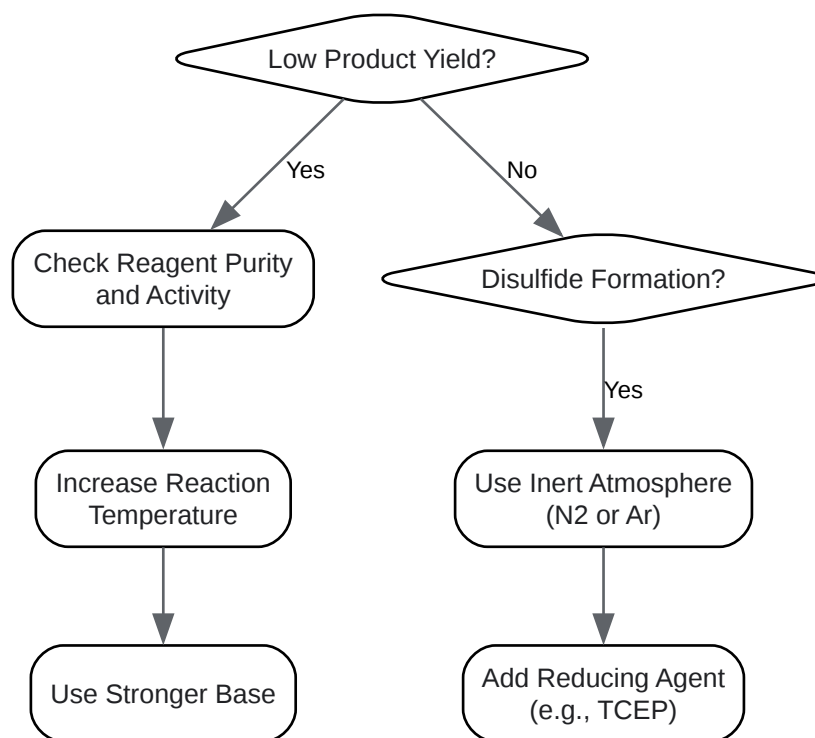 Low Product Yield?
Yes
No
Check Reagent Purity
and Activity
Disulfide Formation?
Yes
Increase Reaction
Temperature
Use Inert Atmosphere
(N2 or Ar)
Use Stronger Base
Add Reducing Agent
(e.g., TCEP)